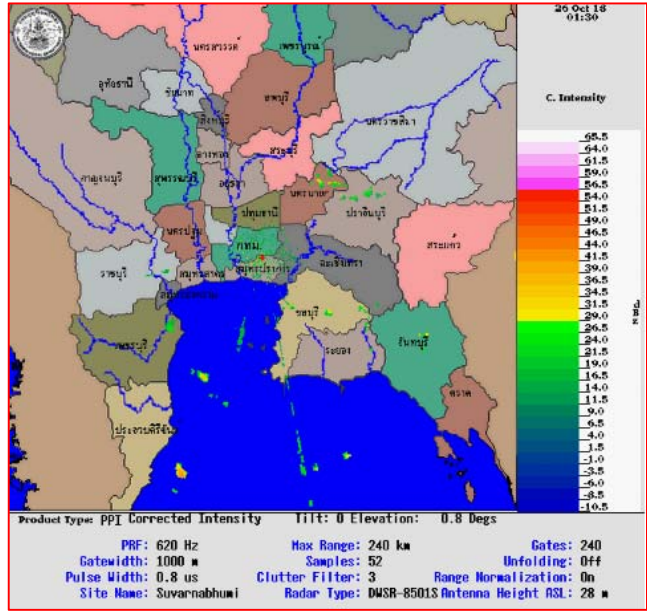 26 Oct 18
01:30
C. Intensity
65.5
64.0
61.5
59.0
56.5
54.0
51.5
49.0
46.5
44.0
41.5
39.0
36.5
34.0
31.5
29.0
26.5
24.0
21.5
19.0
16.5
14.0
11.5
9.0
6.5
4.0
1.5
-1.0
-3.5
-6.0
-8.5
-10.5
นครสวรรค์
เพชรบูรณ์
อุทัยธานี
ชัยนาท
ลพบุรี
สิงห์บุรี
นครราชสีมา
อ่างทอง
สระบุรี
กาญจนบุรี
สุพรรณบุรี
อยุธยา
นครนายก
ปราจีนบุรี
ปทุมธานี
นครปฐม
กทม.
สระแก้ว
ฉะเชิงเทรา
ราชบุรี
สมุทรสาคร
สมุทรปราการ
สมุทรสงคราม
ชลบุรี
เพชรบุรี
ระยอง
จันทบุรี
ตราด
ประจวบคีรีขันธ์
Product Type: PPI Corrected Intensity Tilt: 0 Elevation: 0.8 Degs
PRF: 620 Hz Max Range: 240 km Gates: 240
Gatewidth: 1000 m Samples: 52 Unfolding: Off
Pulse Width: 0.8 us Clutter Filter: 3 Range Normalization: On
Site Name: Suvarnabhumi Radar Type: DWSR-8501S Antenna Height ASL: 28 m